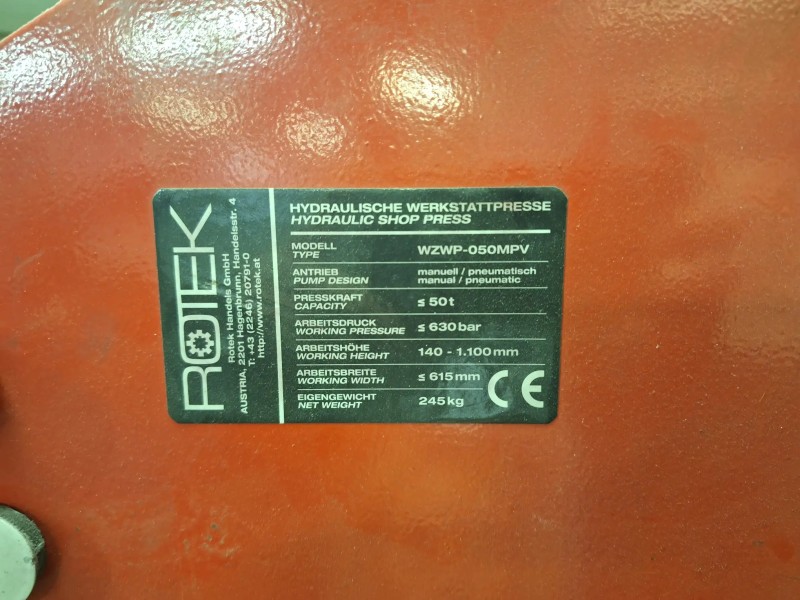 ROTEK
Rotek Handels GmbH
AUSTRIA, 2201 Hagenbrunn, Handelsstr. 4
T: +43 (2246) 20791-0
http://www.rotek.at
HYDRAULISCHE WERKSTATTPRESSE
HYDRAULIC SHOP PRESS
MODELL
TYPE
WZWP-050MPV
ANTRIEB
PUMP DESIGN
manuell / pneumatisch
manual / pneumatic
PRESSKRAFT
CAPACITY
≤ 50 t
ARBEITSDRUCK
WORKING PRESSURE
≤ 630 bar
ARBEITSHÖHE
WORKING HEIGHT
140 - 1.100 mm
ARBEITSBREITE
WORKING WIDTH
≤ 615 mm
EIGENGEWICHT
NET WEIGHT
245 kg
CE